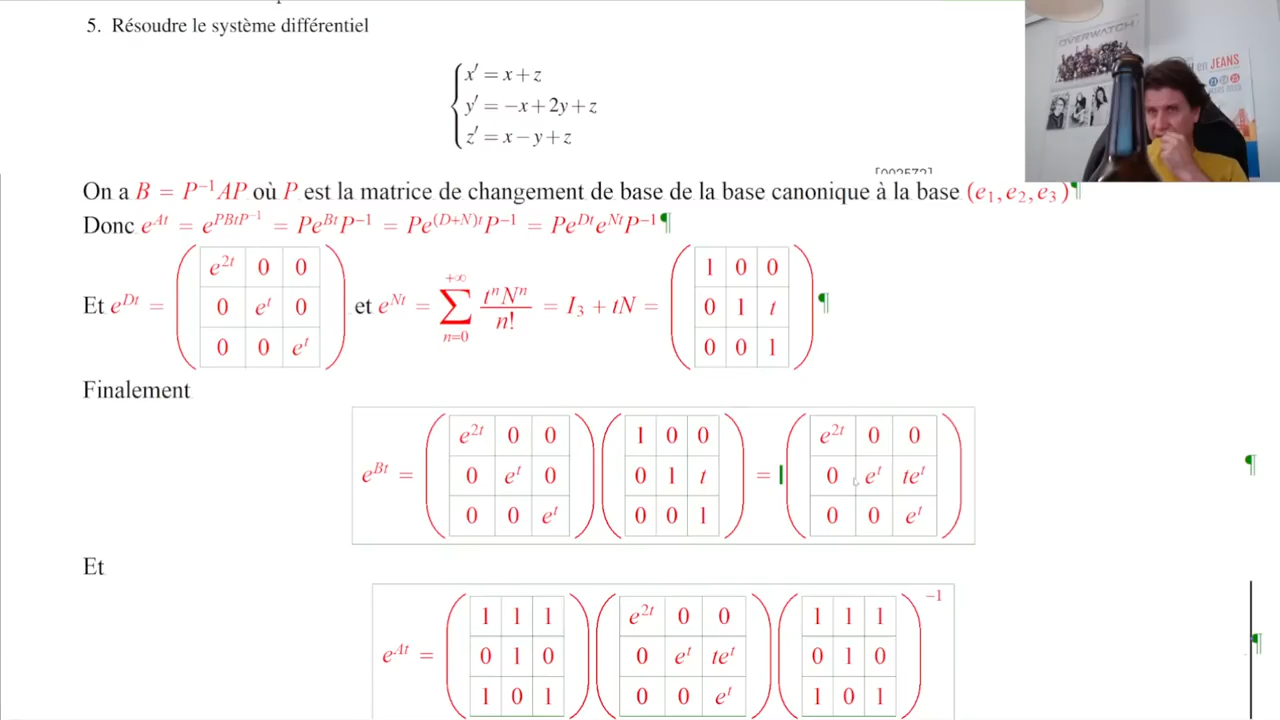 5. Résoudre le système différentiel
x′ = x + z
y′ = −x + 2y + z
z′ = x − y + z
OVERWATCH
en JEANS
On a B = P⁻¹AP où P est la matrice de changement de base de la base canonique à la base (e₁, e₂, e₃)¶
Donc e^{At} = e^{PBtP⁻¹} = Pe^{Bt}P⁻¹ = Pe^{(D+N)t}P⁻¹ = Pe^{Dt}e^{Nt}P⁻¹¶
Et e^{Dt} = (e^{2t} 0 0 ; 0 e^t 0 ; 0 0 e^t) et e^{Nt} = ∑_{n=0}^{+∞} t^n N^n / n! = I₃ + tN = (1 0 0 ; 0 1 t ; 0 0 1) ¶
Finalement
e^{Bt} = (e^{2t} 0 0 ; 0 e^t 0 ; 0 0 e^t) (1 0 0 ; 0 1 t ; 0 0 1) = (e^{2t} 0 0 ; 0 e^t te^t ; 0 0 e^t) ¶
Et
e^{At} = (1 1 1 ; 0 1 0 ; 1 0 1) (e^{2t} 0 0 ; 0 e^t te^t ; 0 0 e^t) (1 1 1 ; 0 1 0 ; 1 0 1)^{−1} ¶